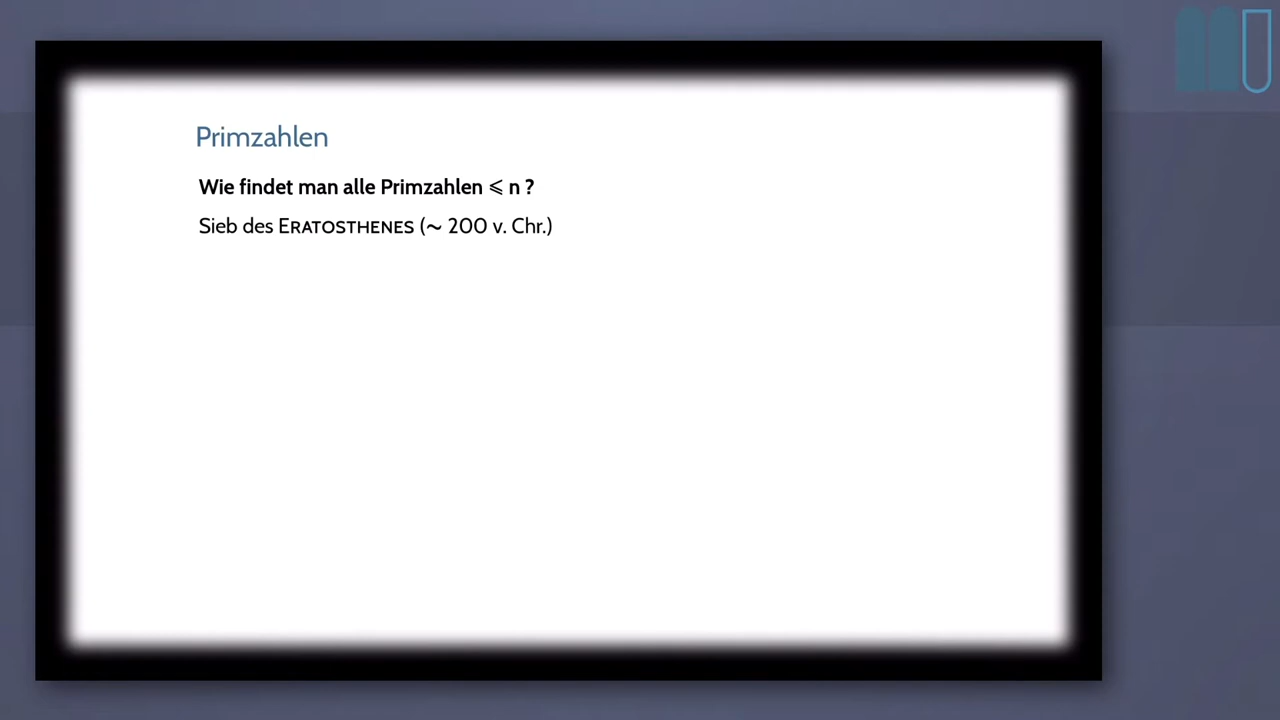 Primzahlen
Wie findet man alle Primzahlen ⩽ n ?
Sieb des ERATOSTHENES (∼ 200 v. Chr.)